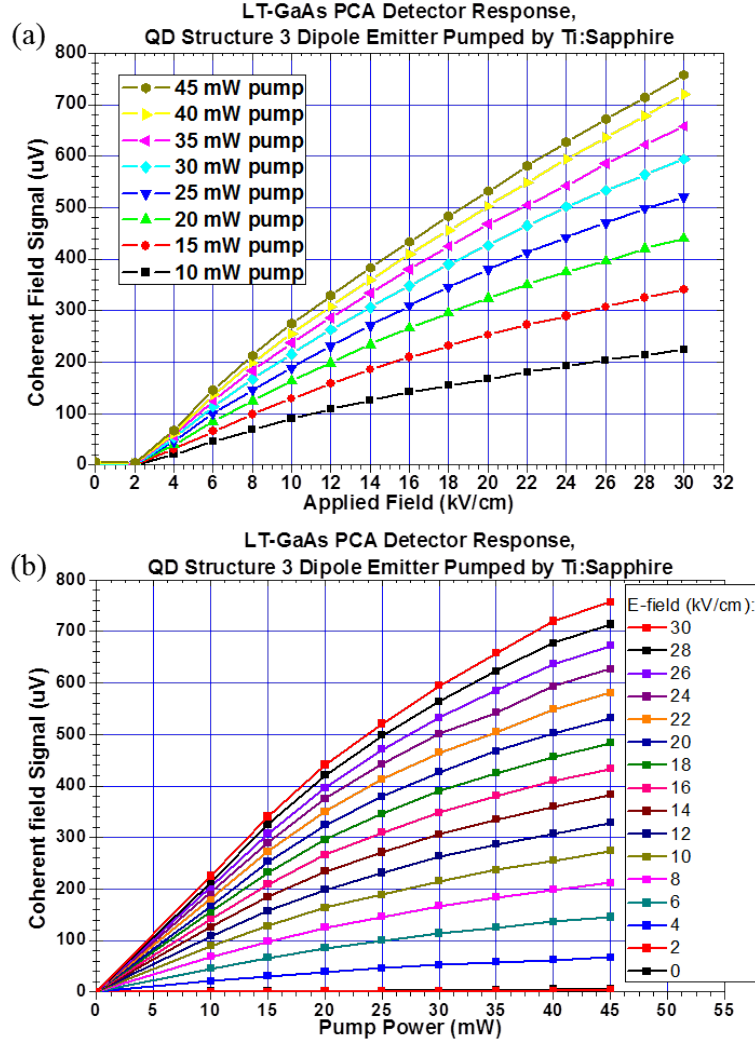 LT-GaAs PCA Detector Response,
(a) QD Structure 3 Dipole Emitter Pumped by Ti:Sapphire
Coherent Field Signal (uV)
800
700
600
500
400
300
200
100
0
45 mW pump
40 mW pump
35 mW pump
30 mW pump
25 mW pump
20 mW pump
15 mW pump
10 mW pump
0 2 4 6 8 10 12 14 16 18 20 22 24 26 28 30 32
Applied Field (kV/cm)
LT-GaAs PCA Detector Response,
(b) QD Structure 3 Dipole Emitter Pumped by Ti:Sapphire
Coherent field Signal (uV)
800
700
600
500
400
300
200
100
0
E-field (kV/cm):
30
28
26
24
22
20
18
16
14
12
10
8
6
4
2
0
0 5 10 15 20 25 30 35 40 45 50 55
Pump Power (mW)